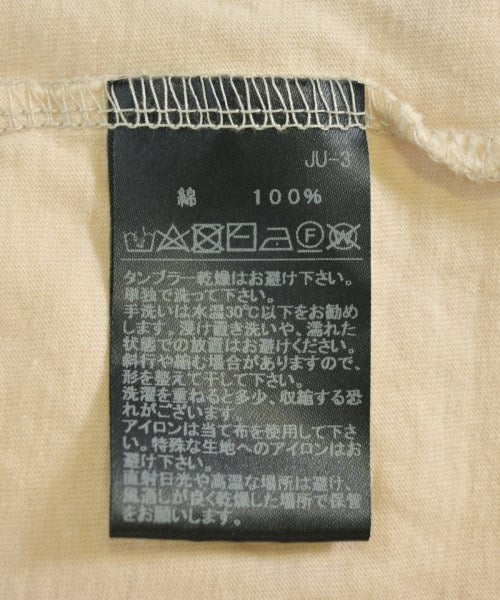 JU-3
綿 100%
タンブラー乾燥はお避け下さい。
単独で洗って下さい。
手洗いは水温30℃以下をお勧め
します。浸け置き洗いや、濡れた
状態での放置はお避けください。
斜行や縮む場合がありますので、
形を整えて干して下さい。
洗濯を重ねると多少、収縮する恐
れがございます。
アイロンは当て布を使用して下さ
い。特殊な生地へのアイロンはお
避け下さい。
直射日光や高温な場所は避け、
風通しが良く乾燥した場所で保管
をお願いします。